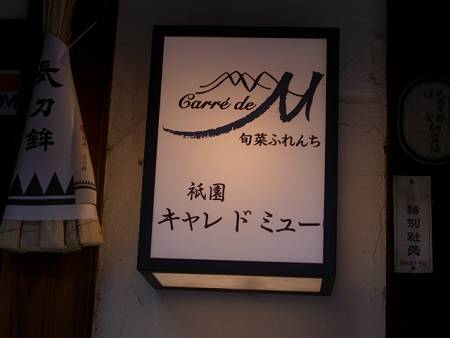 長刀鉾
Carré de M
旬菜ふれんち
祇園
キャレ ド ミュー
特別社員